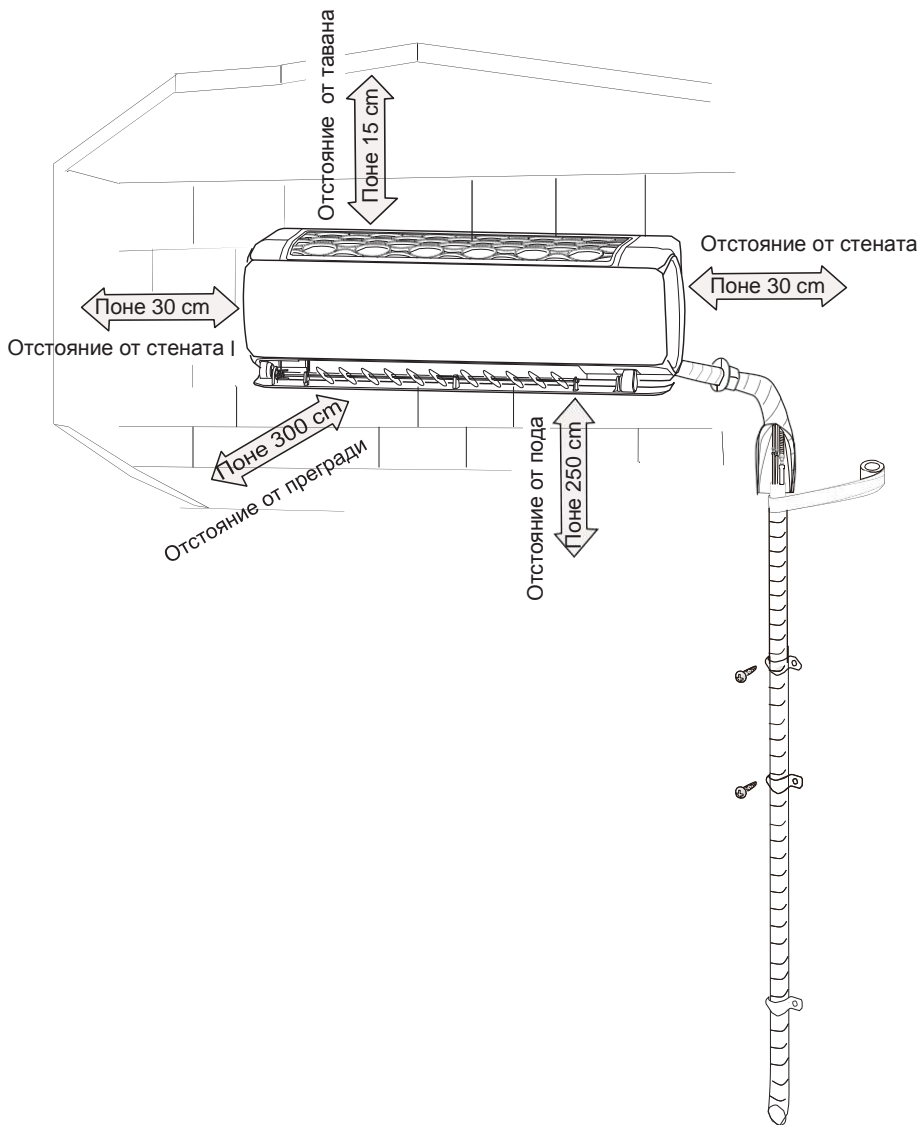 Отстояние от тавана
Поне 15 cm
Отстояние от стената
Поне 30 cm
Поне 30 cm
Отстояние от стената
Поне 300 cm
Отстояние от прегради
Отстояние от пода
Поне 250 cm